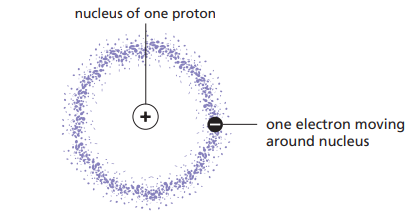 nucleus of one proton
+
−
one electron moving
around nucleus